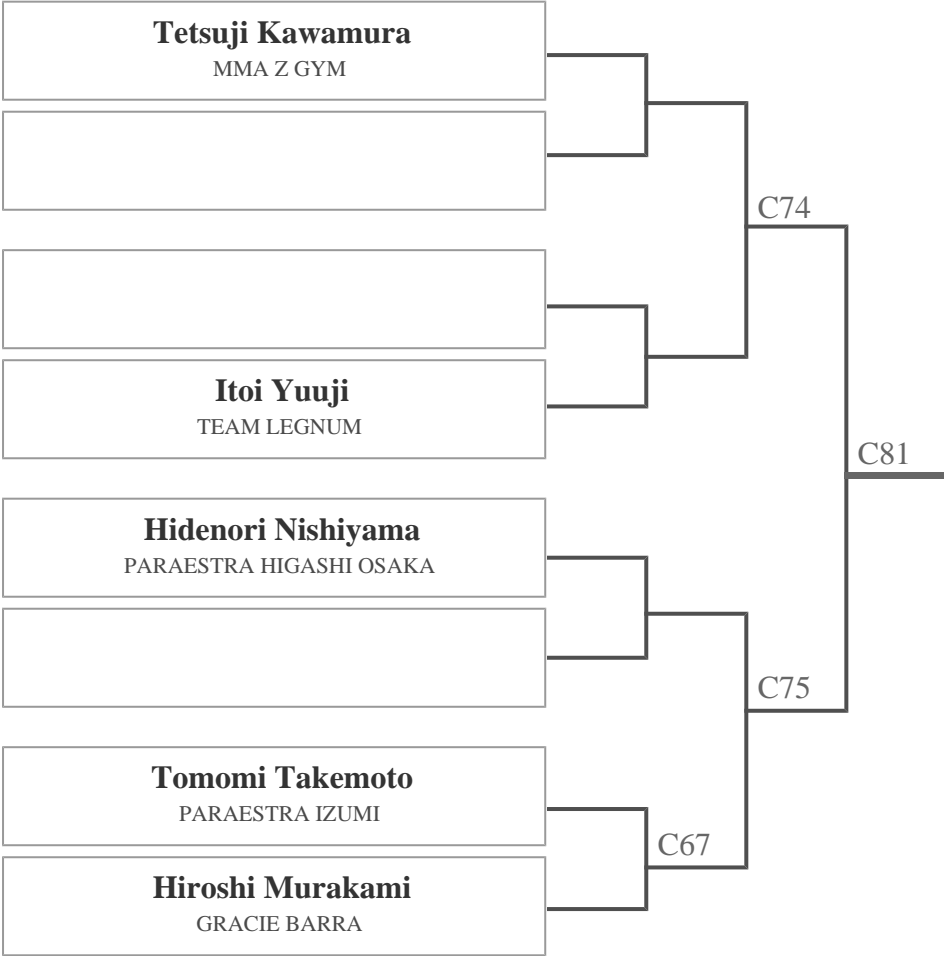 Tetsuji Kawamura
MMA Z GYM
C74
Itoi Yuuji
TEAM LEGNUM
C81
Hidenori Nishiyama
PARAESTRA HIGASHI OSAKA
C75
Tomomi Takemoto
PARAESTRA IZUMI
C67
Hiroshi Murakami
GRACIE BARRA